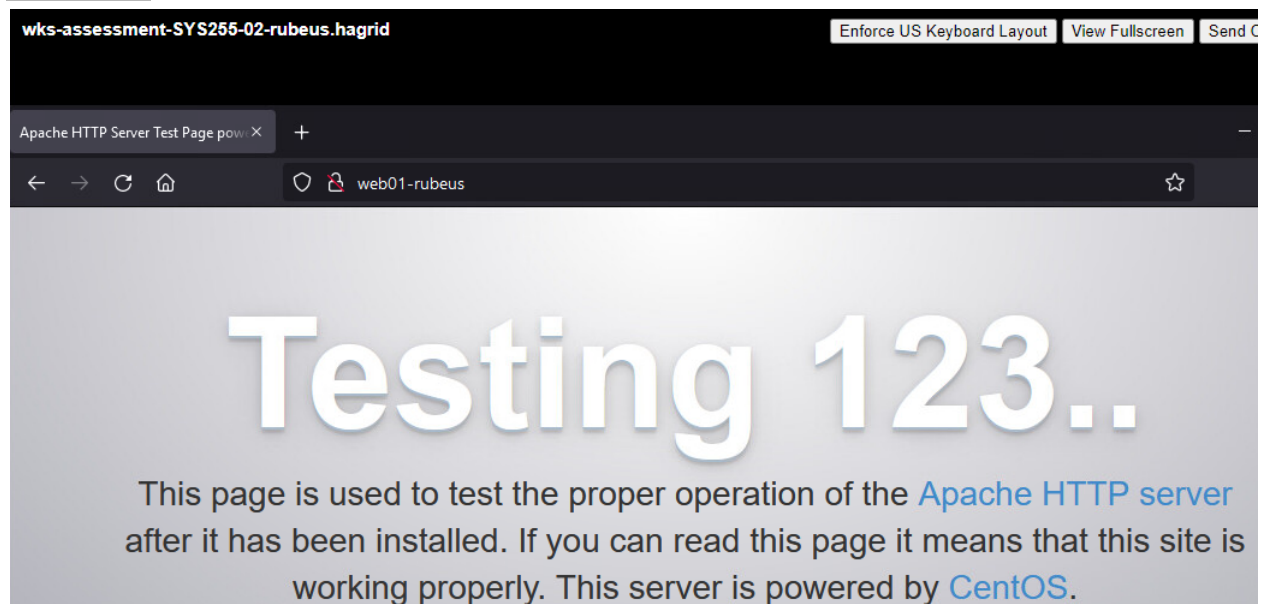 wks-assessment-SYS255-02-rubeus.hagrid
Enforce US Keyboard Layout
View Fullscreen
Send
Apache HTTP Server Test Page
web01-rubeus
Testing 123..
This page is used to test the proper operation of the Apache HTTP server
after it has been installed. If you can read this page it means that this site is
working properly. This server is powered by CentOS.